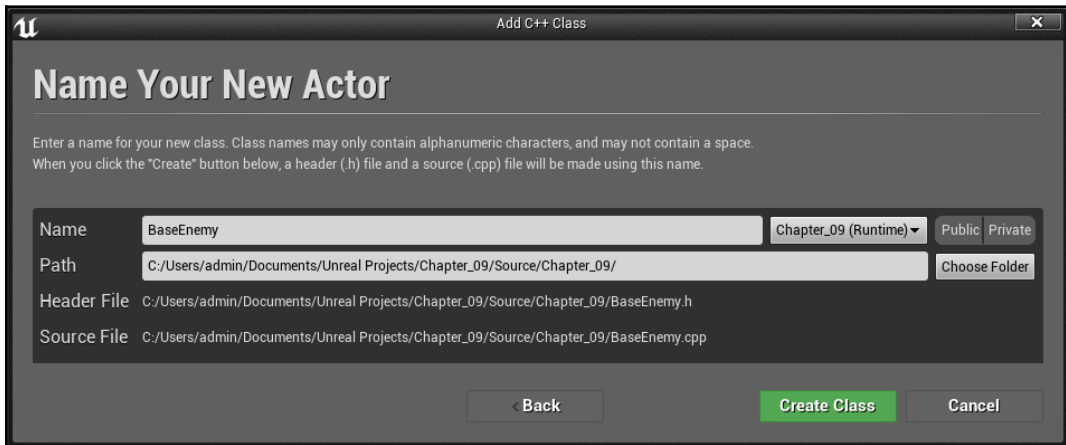 Add C++ Class
Name Your New Actor
Enter a name for your new class. Class names may only contain alphanumeric characters, and may not contain a space.
When you click the "Create" button below, a header (.h) file and a source (.cpp) file will be made using this name.
Name BaseEnemy Chapter_09 (Runtime) Public Private
Path C:/Users/admin/Documents/Unreal Projects/Chapter_09/Source/Chapter_09/ Choose Folder
Header File C:/Users/admin/Documents/Unreal Projects/Chapter_09/Source/Chapter_09/BaseEnemy.h
Source File C:/Users/admin/Documents/Unreal Projects/Chapter_09/Source/Chapter_09/BaseEnemy.cpp
Back Create Class Cancel